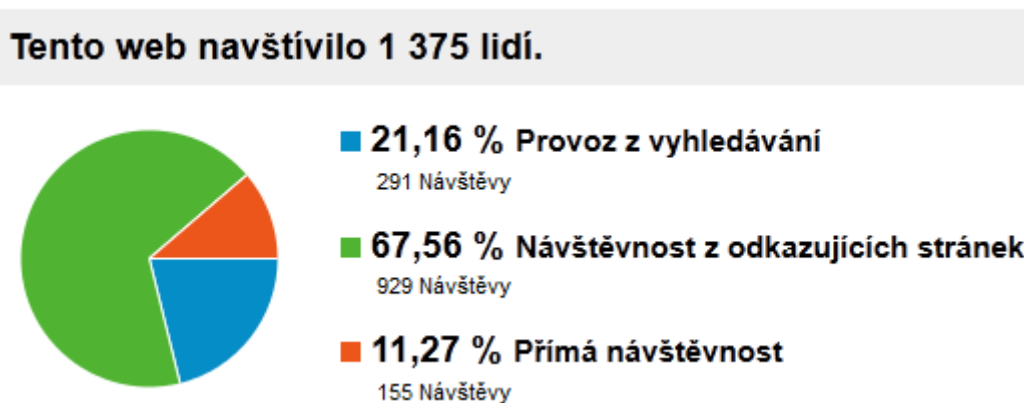 Tento web navštívilo 1 375 lidí.
21,16 % Provoz z vyhledávání
291 Návštěvy
67,56 % Návštěvnost z odkazujících stránek
929 Návštěvy
11,27 % Přímá návštěvnost
155 Návštěvy